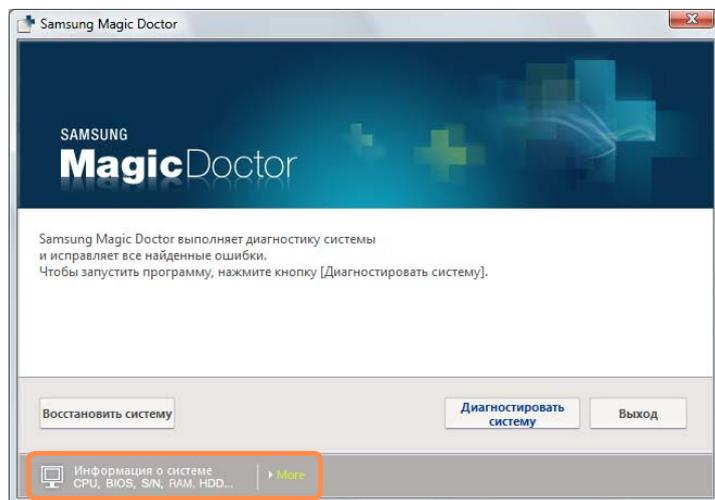 Samsung Magic Doctor
SAMSUNG
MagicDoctor
Samsung Magic Doctor выполняет диагностику системы
и исправляет все найденные ошибки.
Чтобы запустить программу, нажмите кнопку [Диагностировать систему].
Восстановить систему
Диагностировать
систему
Выход
Информация о системе
CPU, BIOS, S/N, RAM, HDD...
More